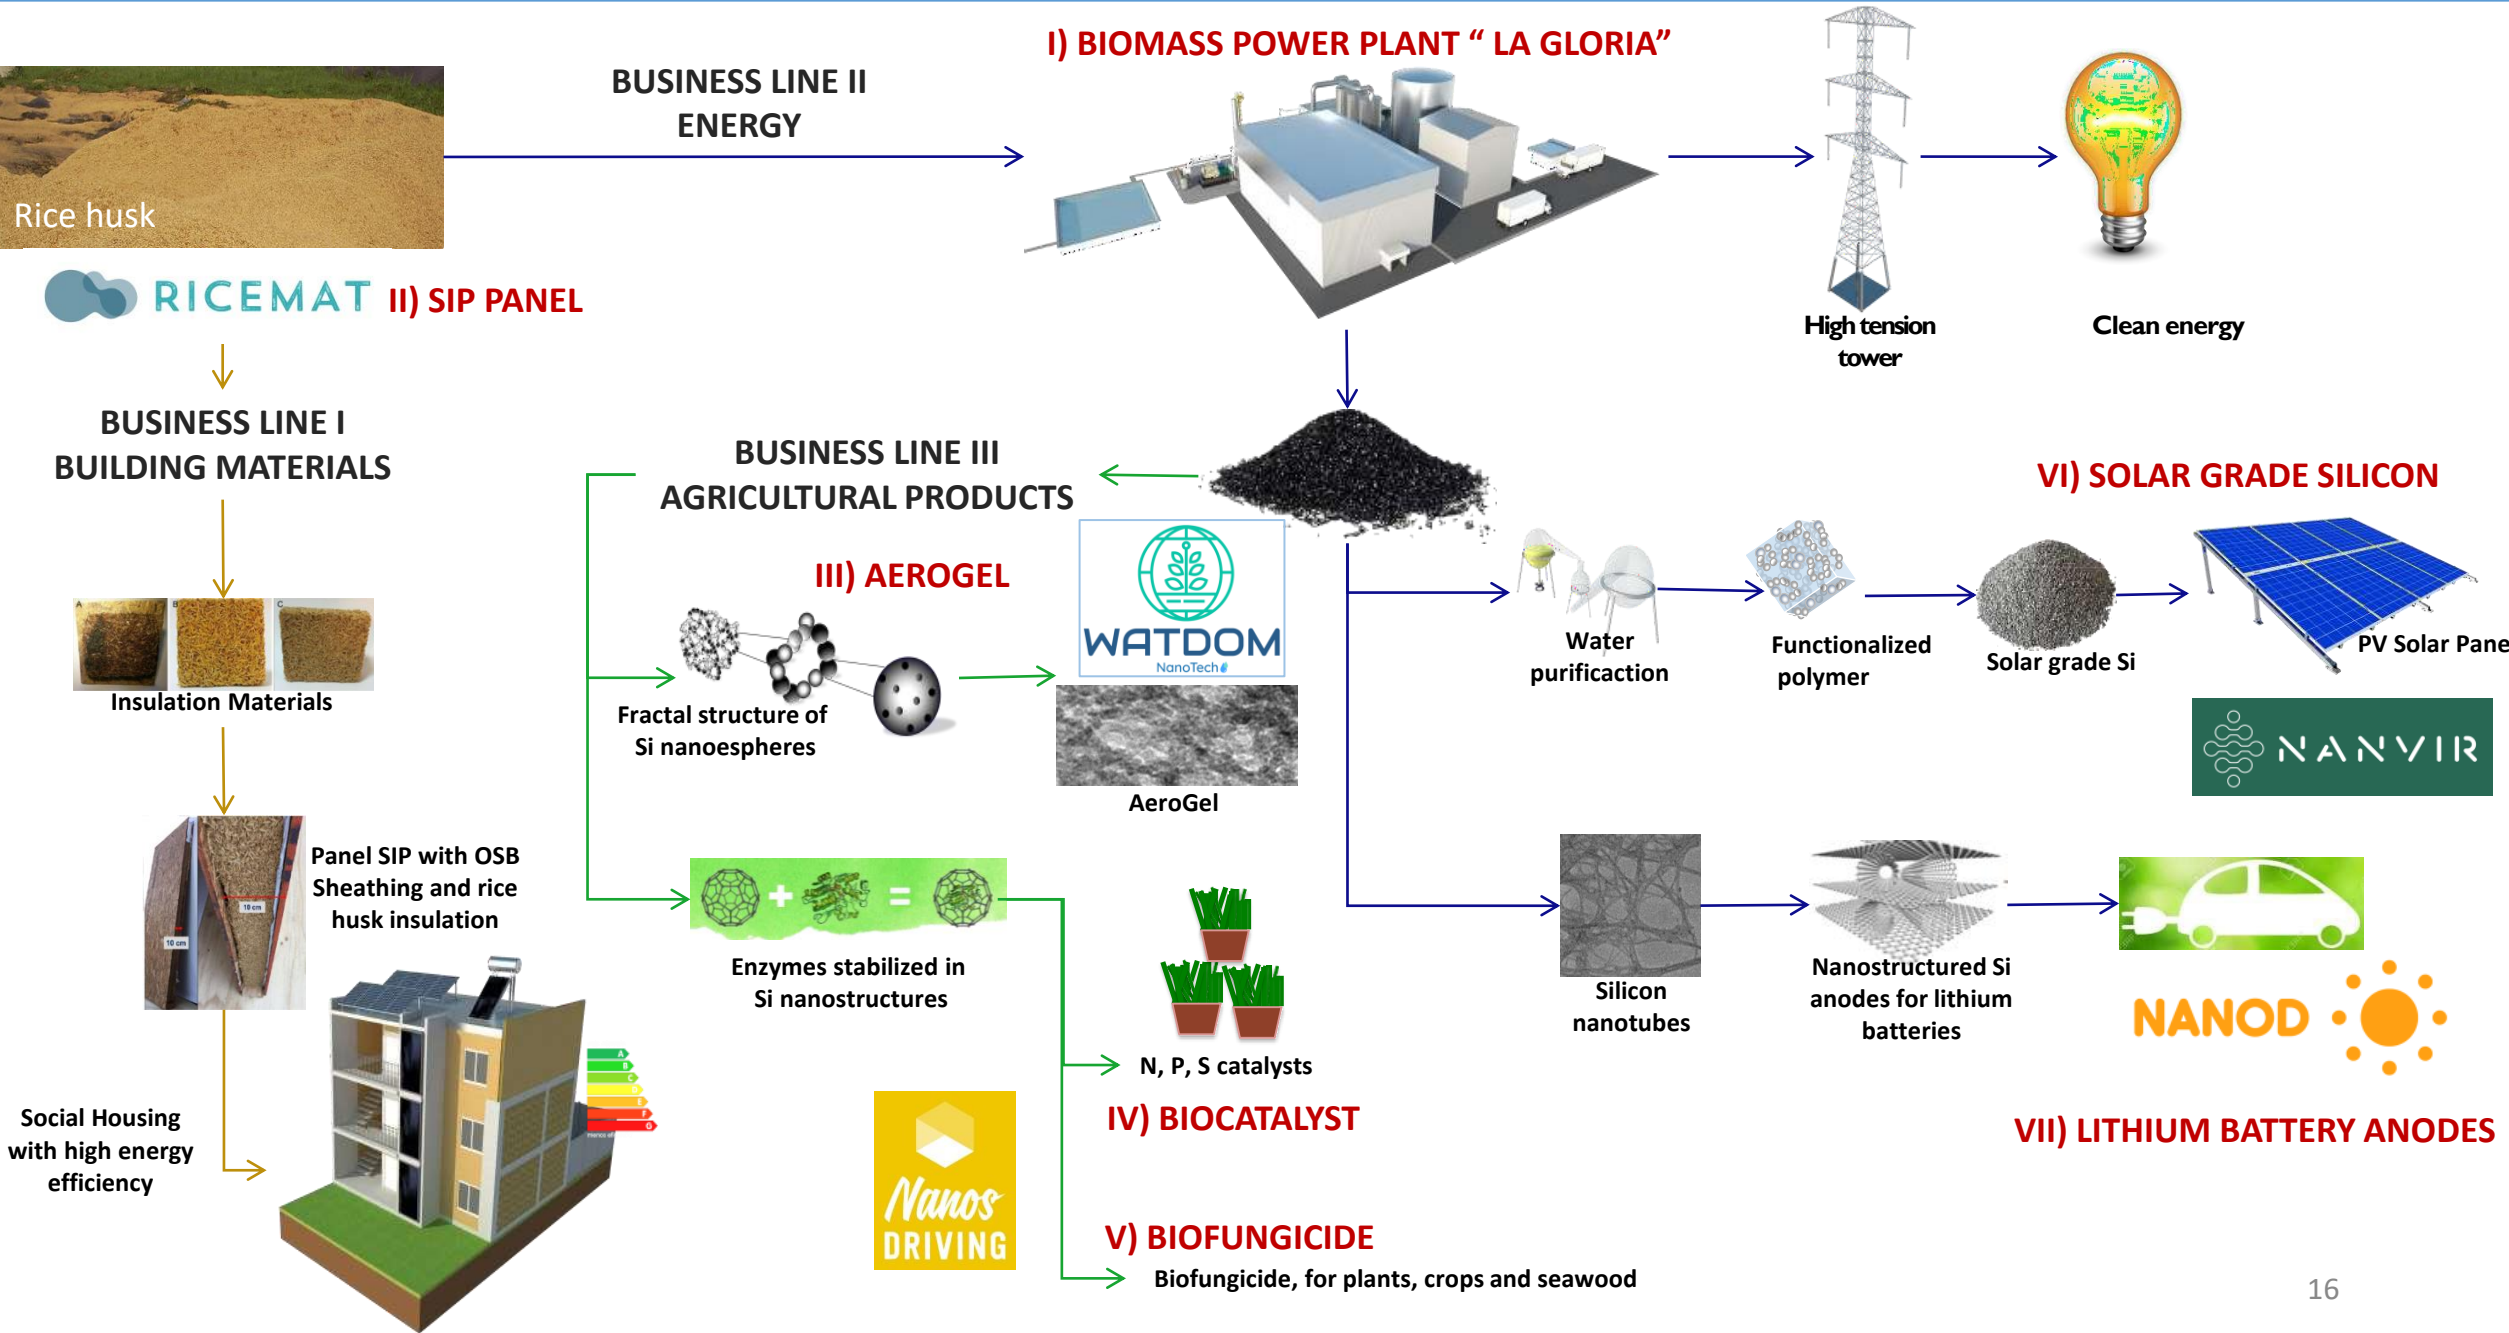 I) BIOMASS POWER PLANT “ LA GLORIA”
BUSINESS LINE II
ENERGY
Rice husk
High tension
tower
Clean energy
RICEMAT
II) SIP PANEL
BUSINESS LINE I
BUILDING MATERIALS
A
B
C
Insulation Materials
10 cm
10 cm
Panel SIP with OSB
Sheathing and rice
husk insulation
Social Housing
with high energy
efficiency
A
B
C
E
F
G
BUSINESS LINE III
AGRICULTURAL PRODUCTS
III) AEROGEL
WATDOM
NanoTech
Fractal structure of
Si nanoespheres
AeroGel
Enzymes stabilized in
Si nanostructures
N, P, S catalysts
IV) BIOCATALYST
Nanos
DRIVING
V) BIOFUNGICIDE
Biofungicide, for plants, crops and seawood
VI) SOLAR GRADE SILICON
Water
purificaction
Functionalized
polymer
Solar grade Si
PV Solar Pane
NANVIR
Silicon
nanotubes
Nanostructured Si
anodes for lithium
batteries
NANOD
VII) LITHIUM BATTERY ANODES
16